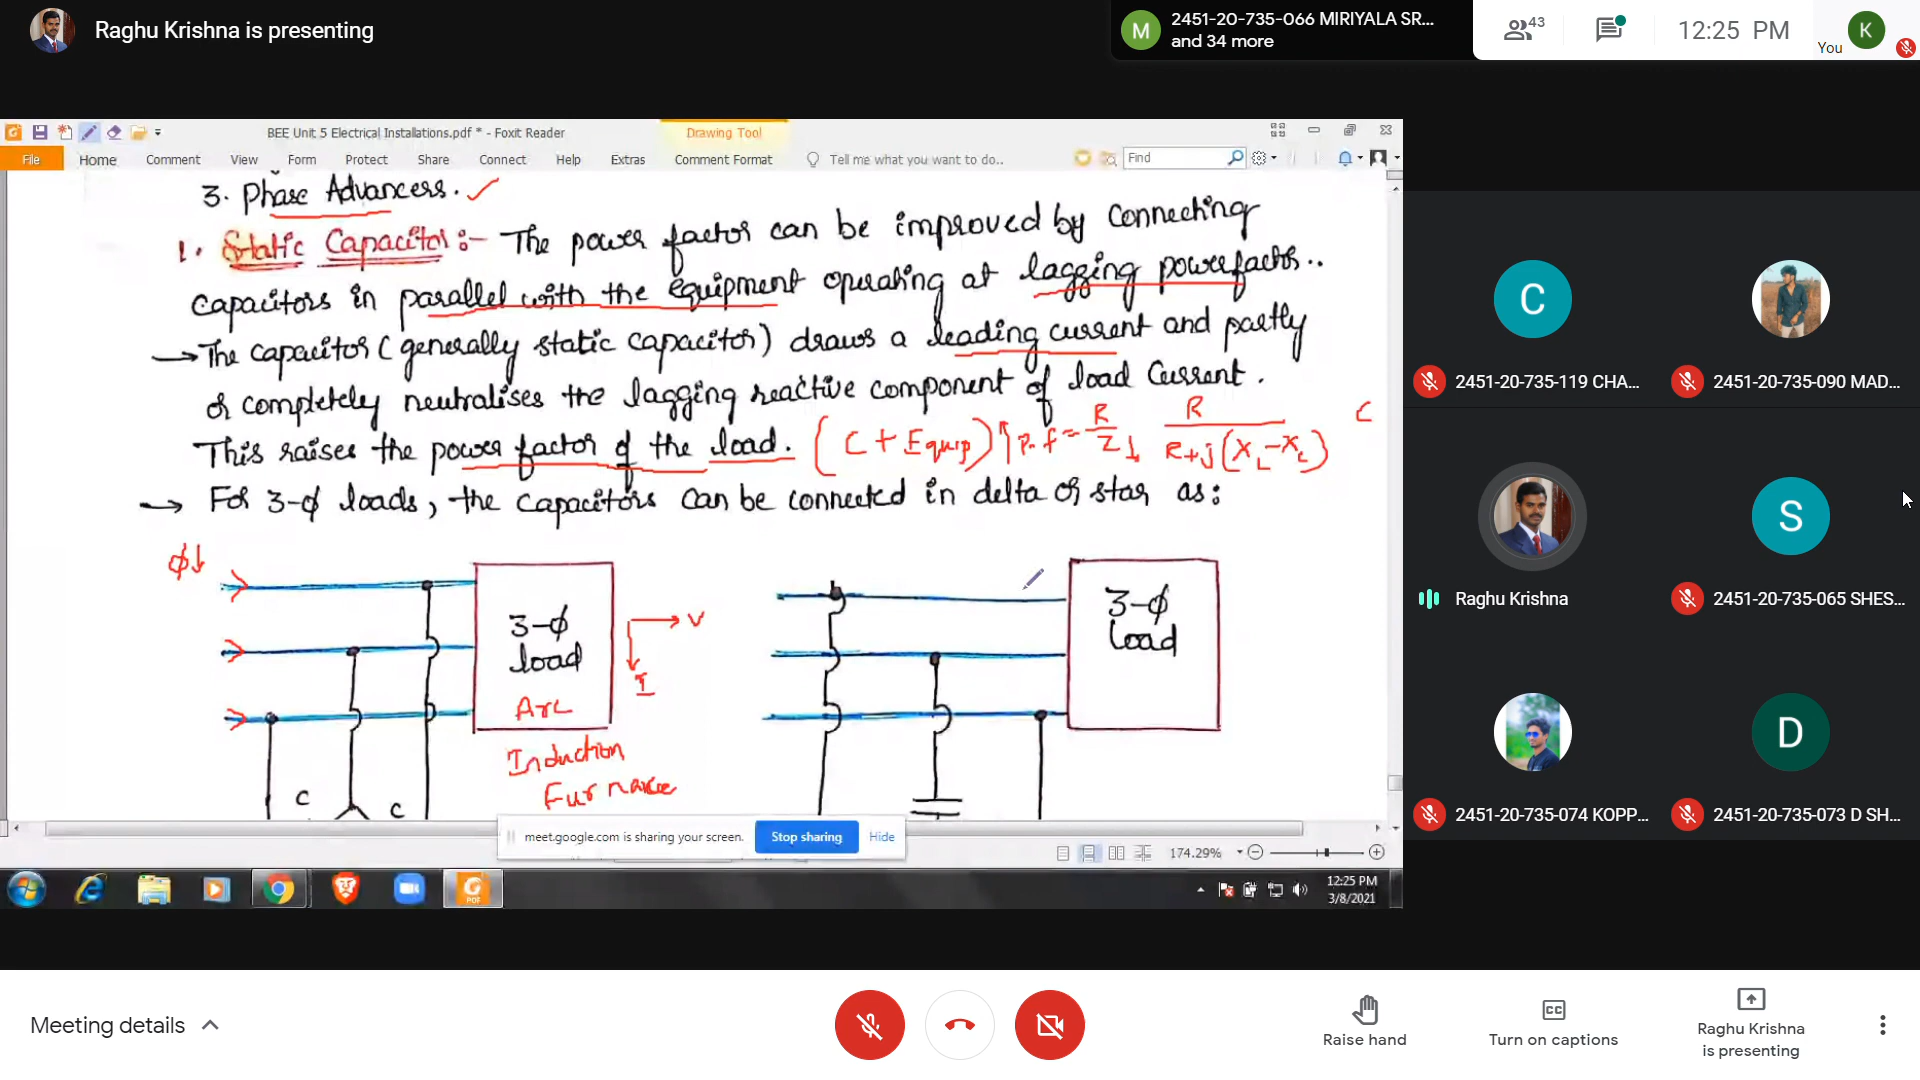 Raghu Krishna is presenting
2451-20-735-066 MIRIYALA SR...
and 34 more
43
12:25 PM
You
BEE Unit 5 Electrical Installations.pdf * - Foxit Reader
Drawing Tool
File Home Comment View Form Protect Share Connect Help Extras Comment Format Tell me what you want to do.. Find
3. Phase Advancers.
1. Static Capacitor:- The power factor can be improved by connecting
capacitors in parallel with the equipment operating at lagging powerfactor..
→ The capacitor (generally static capacitor) draws a leading current and partly
or completely neutralises the lagging reactive component of load current.
This raises the power factor of the load. (C + Equip) ↑ p.f = R/Z↓ R/R+j(XL-XC) C
→ For 3-ϕ loads, the capacitors can be connected in delta or star as:
ϕ↓
3-ϕ
load
Arc
Induction
Furnance
V
I
C
C
3-ϕ
load
meet.google.com is sharing your screen. Stop sharing Hide
174.29%
12:25 PM
3/8/2021
C
2451-20-735-119 CHA...
2451-20-735-090 MAD...
Raghu Krishna
S
2451-20-735-065 SHES...
2451-20-735-074 KOPP...
D
2451-20-735-073 D SH...
M
K
Meeting details
Raise hand
Turn on captions
Raghu Krishna
is presenting